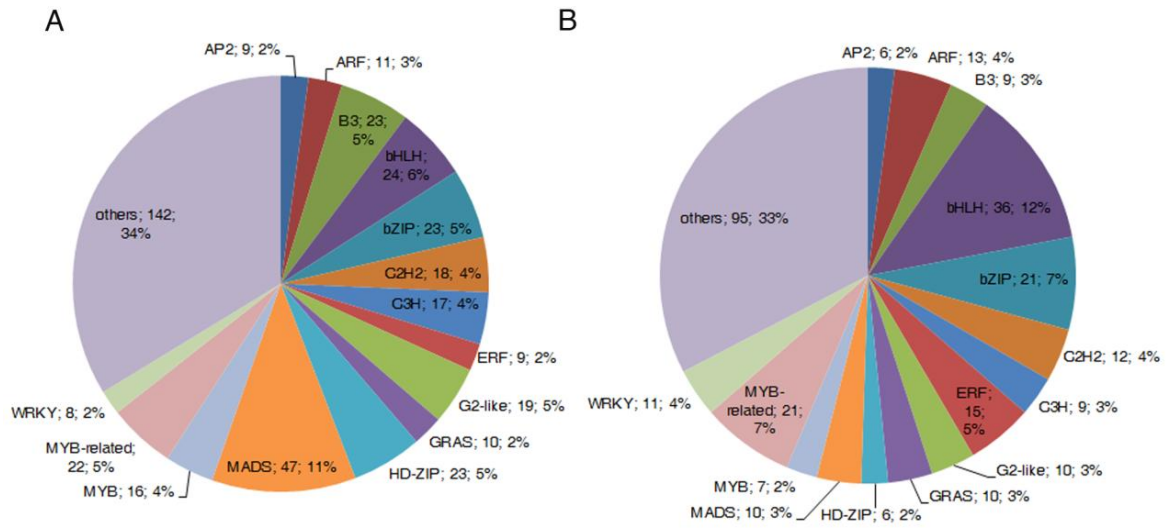 A
AP2; 9; 2%
ARF; 11; 3%
B3; 23;
5%
bHLH;
24; 6%
bZIP; 23; 5%
C2H2; 18; 4%
C3H; 17; 4%
ERF; 9; 2%
G2-like; 19; 5%
GRAS; 10; 2%
HD-ZIP; 23; 5%
MADS; 47; 11%
MYB; 16; 4%
MYB-related;
22; 5%
WRKY; 8; 2%
others; 142;
34%
B
AP2; 6; 2%
ARF; 13; 4%
B3; 9; 3%
bHLH; 36; 12%
bZIP; 21; 7%
C2H2; 12; 4%
C3H; 9; 3%
ERF;
15;
5%
G2-like; 10; 3%
GRAS; 10; 3%
HD-ZIP; 6; 2%
MADS; 10; 3%
MYB; 7; 2%
MYB-
related; 21;
7%
WRKY; 11; 4%
others; 95; 33%